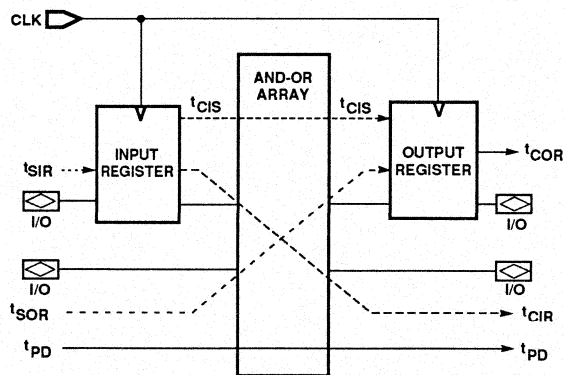 CLK
AND-OR
ARRAY
tCIS
tCIS
INPUT
REGISTER
OUTPUT
REGISTER
tSIR
tCOR
I/O
I/O
I/O
I/O
tSOR
tCIR
tPD
tPD